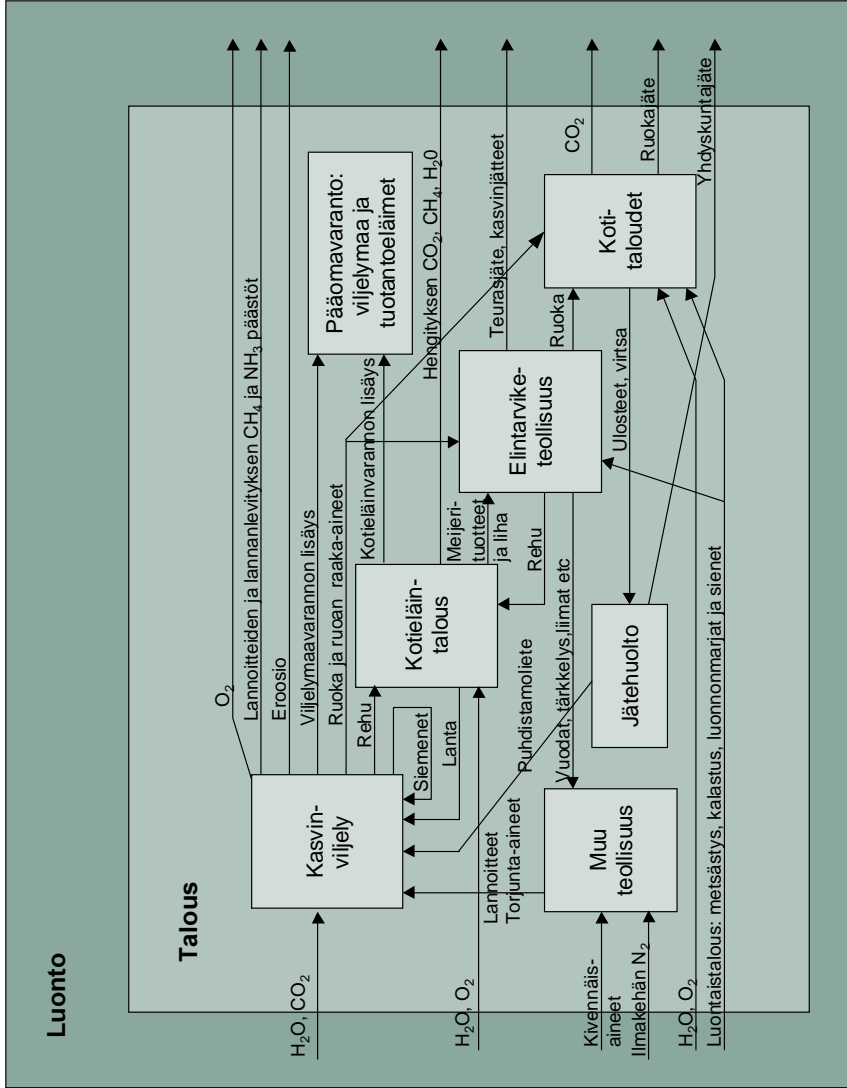 Luonto
Talous
O₂
Lannoitteiden ja lannanlevityksen CH₄ ja NH₃ päästöt
Eroosio
Viljelymaavarannon lisäys
Ruoka ja ruoan raaka-aineet
Kotieläinvarannon lisäys
Pääomavaranto:
viljelymaa ja
tuotantoeläimet
Hengityksen CO₂, CH₄, H₂0
Teurasjäte, kasvinjätteet
CO₂
Ruokajäte
Yhdyskuntajäte
H₂O, CO₂
Kasvin-
viljely
Rehu
Siemenet
Lanta
Kotieläin-
talous
Meijeri-
tuotteet
ja liha
Rehu
Elintarvike-
teollisuus
Ruoka
Koti-
taloudet
H₂O, O₂
Lannoitteet
Torjunta-aineet
Puhdistamoliete
Vuodat, tärkkelys,liimat etc
Ulosteet, virtsa
Kivennäis-
aineet
Ilmakehän N₂
Muu
teollisuus
Jätehuolto
H₂O, O₂
Luontaistalous: metsästys, kalastus, luonnonmarjat ja sienet